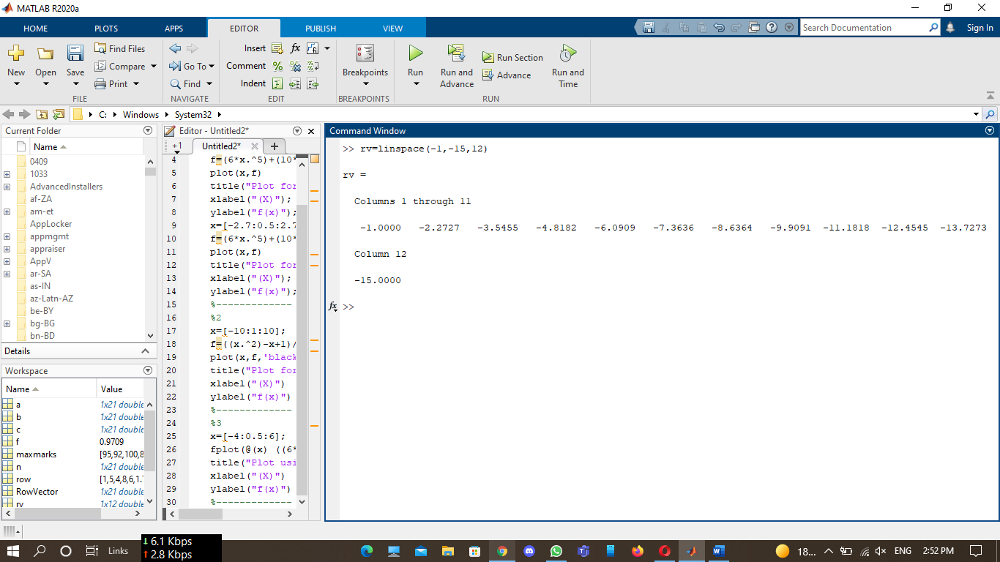 MATLAB R2020a
HOME PLOTS APPS EDITOR PUBLISH VIEW Search Documentation Sign In
New Open Save Find Files Compare Print Go To Find Insert fx Comment Indent Breakpoints Run Run and Advance Run Section Advance Run and Time
FILE NAVIGATE EDIT BREAKPOINTS RUN
C: Windows System32
Current Folder
Name
0409
1033
AdvancedInstallers
af-ZA
am-et
AppLocker
appmgmt
appraiser
AppV
ar-SA
as-IN
az-Latn-AZ
be-BY
bg-BG
bn-BD
Details
Workspace
Name Value
a 1x21 double
b 1x21 double
c 1x21 double
f 0.9709
maxmarks [95,92,100,8
n 1x21 double
row [1,5,4,8,6,1.
RowVector 1x21 double
rv 1x12 double
Editor - Untitled2*
+1 Untitled2* +
4 f=(6*x.^5)+(10*
5 plot(x,f)
6 title("Plot for
7 xlabel("(X)");
8 ylabel("f(x)");
9 x=[-2.7:0.5:2.7
10 f=(6*x.^5)+(10*
11 plot(x,f)
12 title("Plot for
13 xlabel("(X)");
14 ylabel("f(x)");
15 %-------------
16 %2
17 x=[-10:1:10];
18 f=((x.^2)-x+1)/
19 plot(x,f,'black
20 title("Plot for
21 xlabel("(X)")
22 ylabel("f(x)")
23 %-------------
24 %3
25 x=[-4:0.5:6];
26 fplot(@(x) ((6*
27 title("Plot usi
28 xlabel("(X)")
29 ylabel("f(x)")
30 %-------------
Command Window
>> rv=linspace(-1,-15,12)
rv =
Columns 1 through 11
-1.0000 -2.2727 -3.5455 -4.8182 -6.0909 -7.3636 -8.6364 -9.9091 -11.1818 -12.4545 -13.7273
Column 12
-15.0000
fx >>
Links
↓ 6.1 Kbps
↑ 2.8 Kbps
18... ENG 2:52 PM